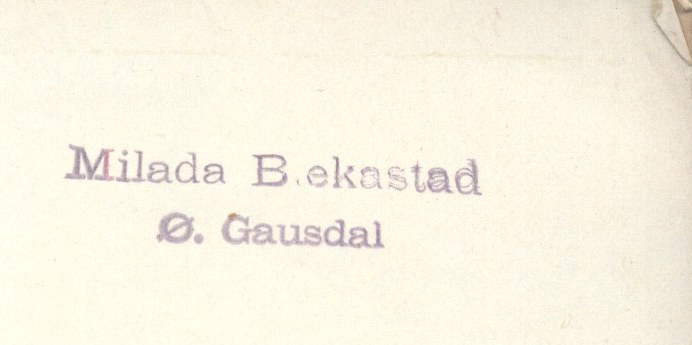 Milada B.ekastad
Ø. Gausdal